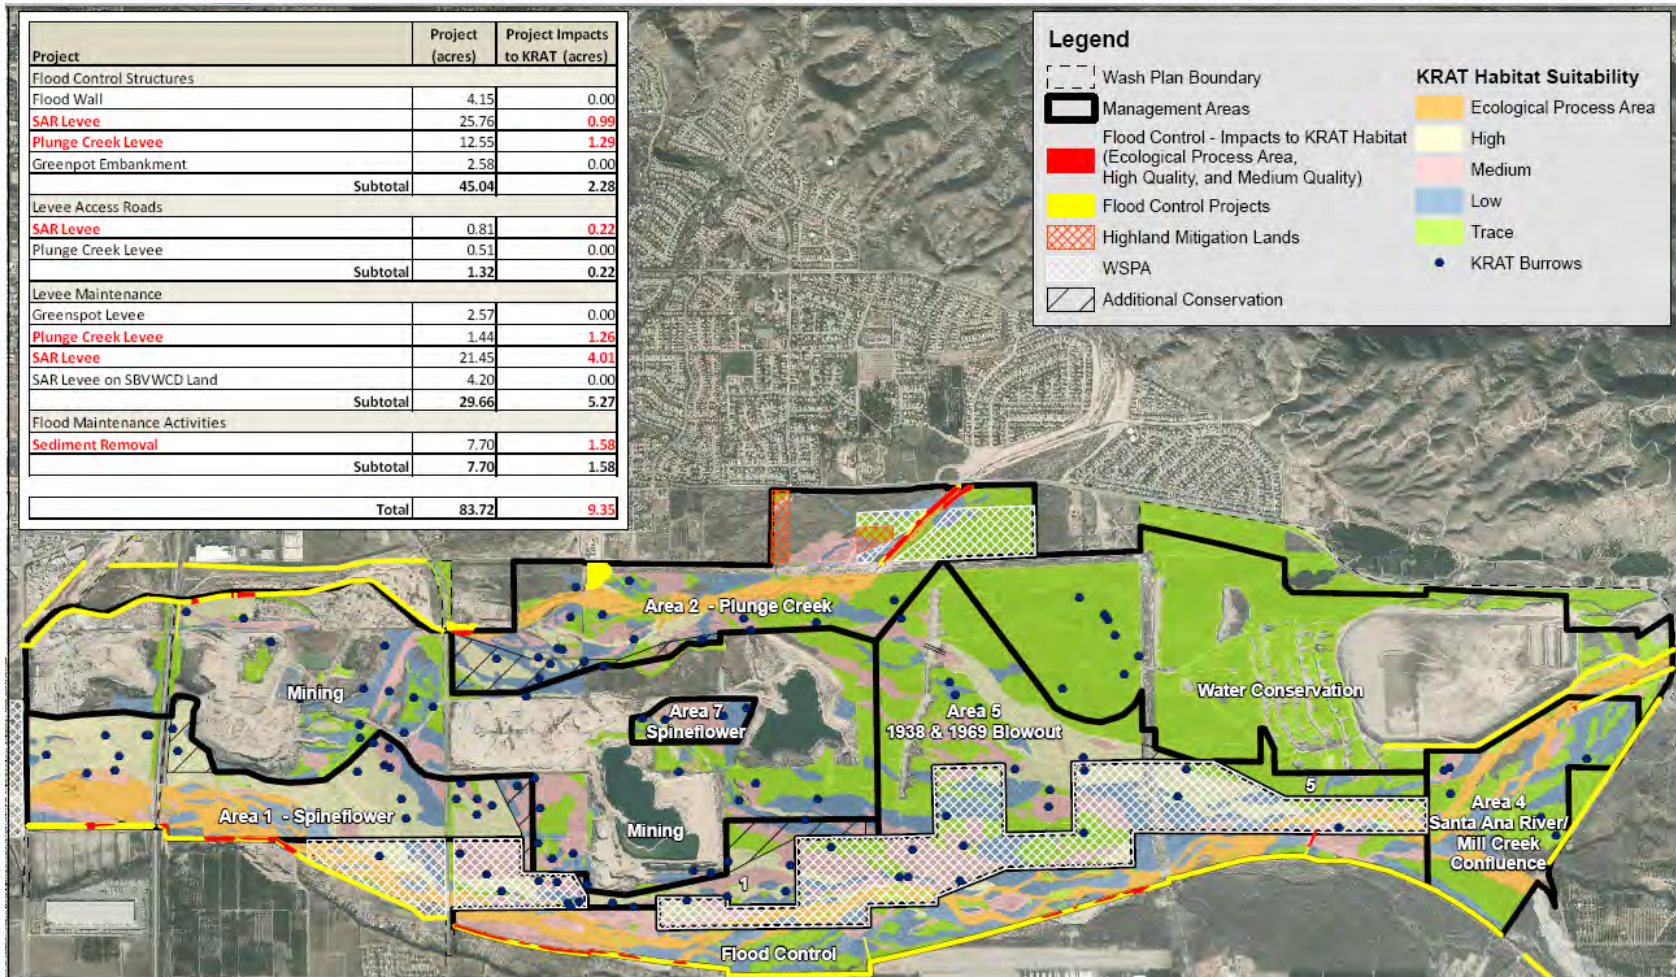 Project Project Project Impacts
(acres) to KRAT (acres)
Flood Control Structures
Flood Wall 4.15 0.00
SAR Levee 25.76 0.99
Plunge Creek Levee 12.55 1.29
Greenpot Embankment 2.58 0.00
Subtotal 45.04 2.28
Levee Access Roads
SAR Levee 0.81 0.22
Plunge Creek Levee 0.51 0.00
Subtotal 1.32 0.22
Levee Maintenance
Greenspot Levee 2.57 0.00
Plunge Creek Levee 1.44 1.26
SAR Levee 21.45 4.01
SAR Levee on SBVWCD Land 4.20 0.00
Subtotal 29.66 5.27
Flood Maintenance Activities
Sediment Removal 7.70 1.58
Subtotal 7.70 1.58
Total 83.72 9.35
Legend
Wash Plan Boundary
Management Areas
Flood Control - Impacts to KRAT Habitat
(Ecological Process Area,
High Quality, and Medium Quality)
Flood Control Projects
Highland Mitigation Lands
WSPA
Additional Conservation
KRAT Habitat Suitability
Ecological Process Area
High
Medium
Low
Trace
KRAT Burrows
Area 2 - Plunge Creek
Mining
Area 7
Spineflower
Area 5
1938 & 1969 Blowout
Water Conservation
5
Area 1 - Spineflower
Mining
Area 4
Santa Ana River/
Mill Creek
Confluence
1
Flood Control